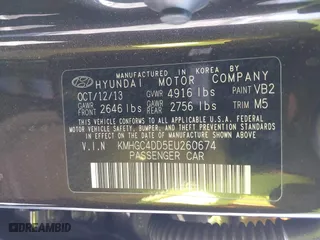 MANUFACTURED IN KOREA BY
HYUNDAI MOTOR COMPANY
OCT/12/13 GVWR 4916 lbs PAINT VB2
GAWR FRONT 2646 lbs GAWR REAR 2756 lbs TRIM M5
THIS VEHICLE CONFORMS TO ALL APPLICABLE
FEDERAL MOTOR VEHICLE SAFETY, BUMPER,
AND THEFT PREVENTION STANDARDS IN EFFECT
ON THE DATE OF MANUFACTURE SHOWN ABOVE.
V.I.N KMHGC4DD5EU260674
PASSENGER CAR